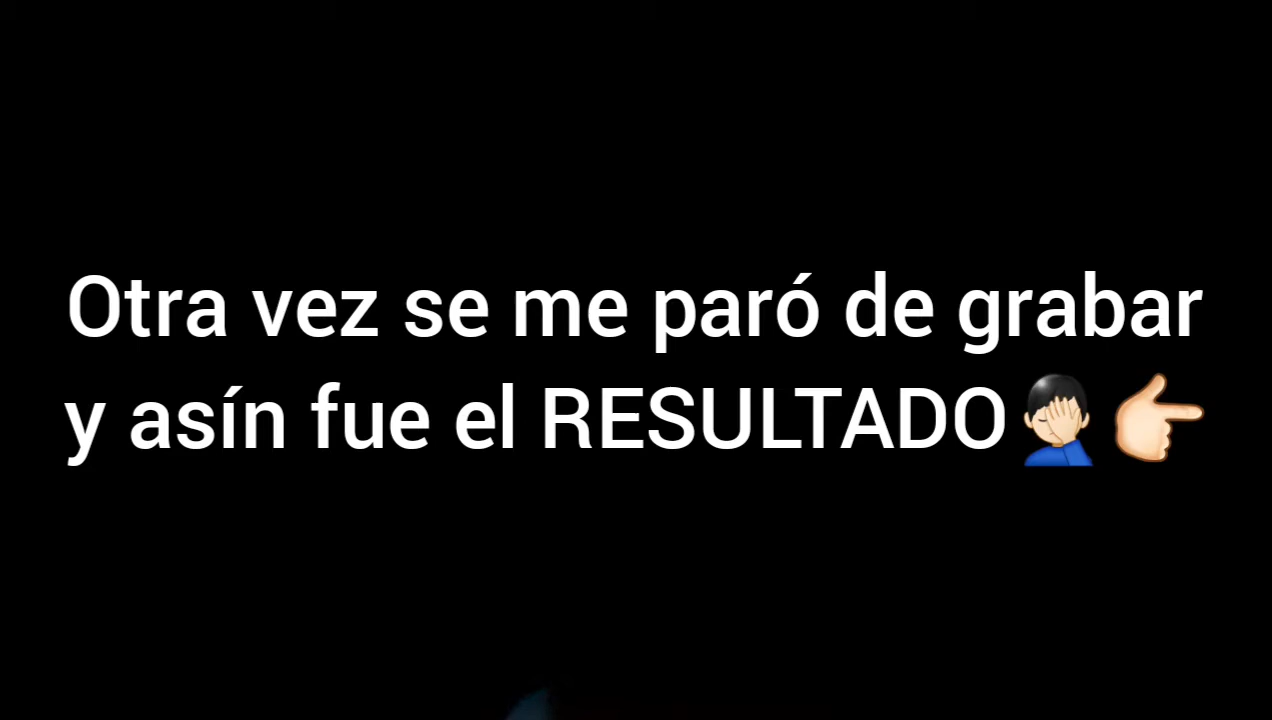 Otra vez se me paró de grabar
y asín fue el RESULTADO🤦🏻‍♂️👉🏻